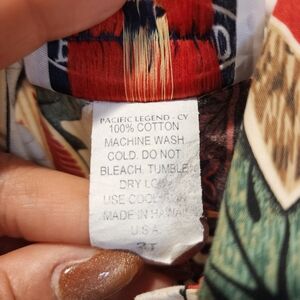 PACIFIC LEGEND - CY
100% COTTON
MACHINE WASH
COLD. DO NOT
BLEACH. TUMBLE
DRY LOW
USE COOL
MADE IN HAWAII
U.S.A.